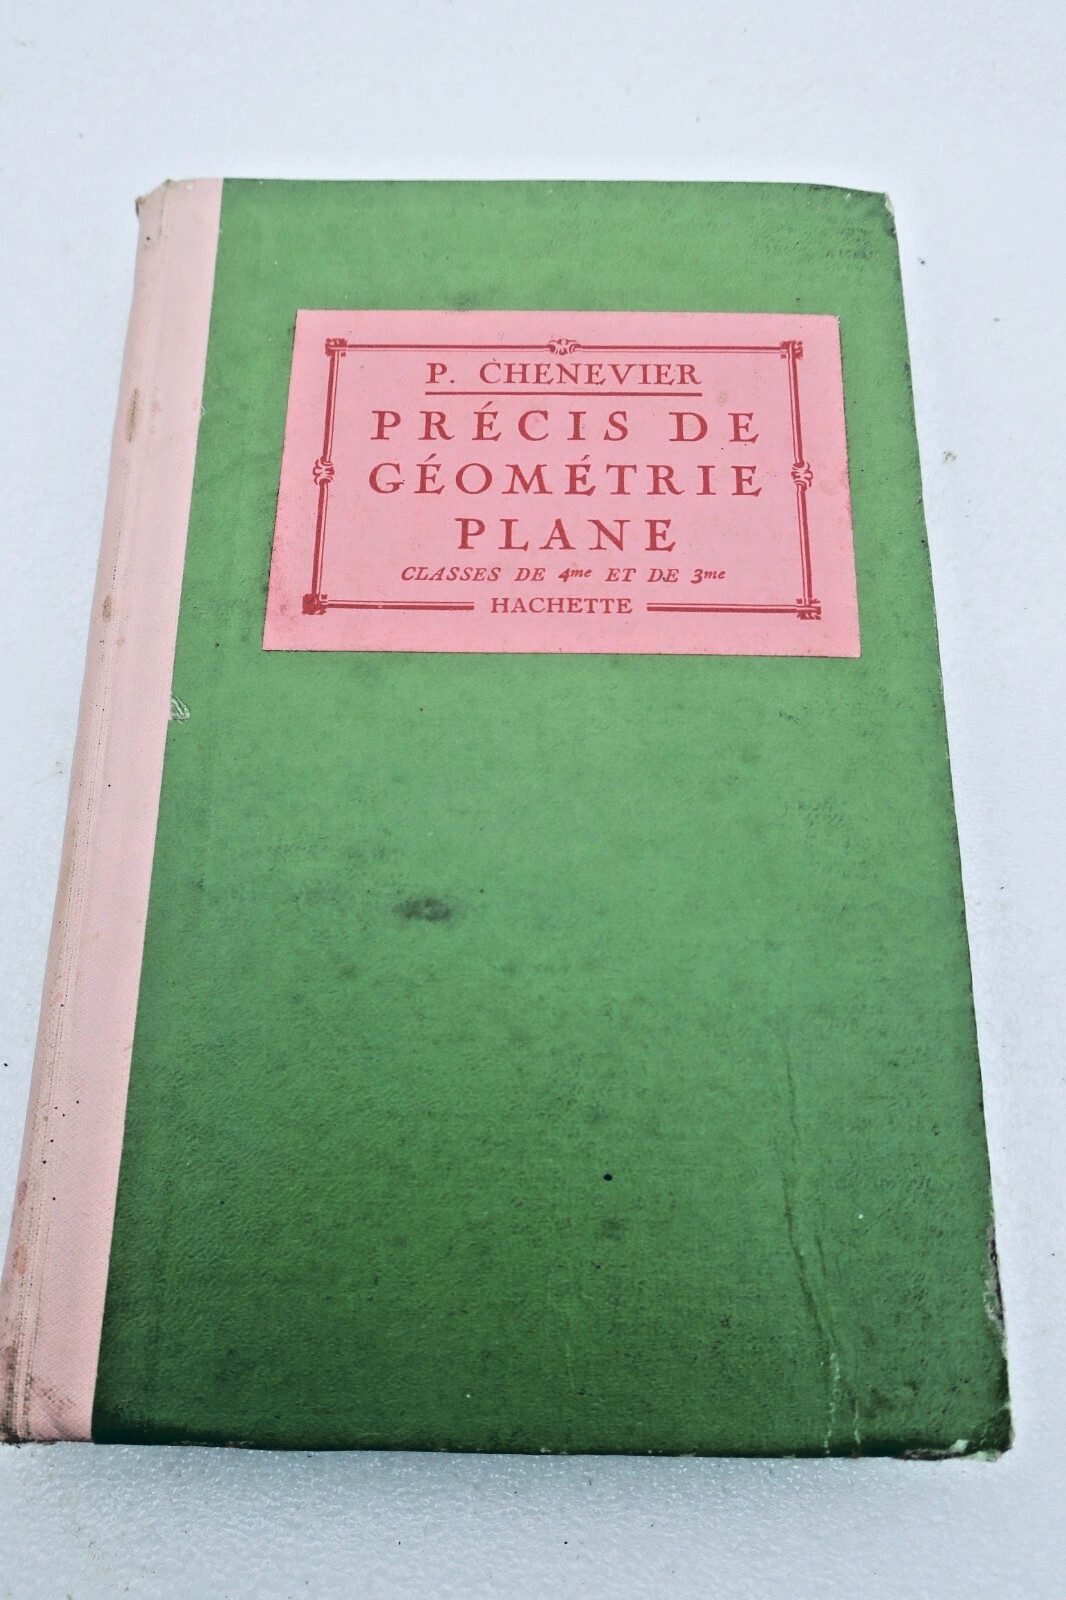 P. CHENEVIER
PRÉCIS DE
GÉOMÉTRIE
PLANE
CLASSES DE 4me ET DE 3me
HACHETTE